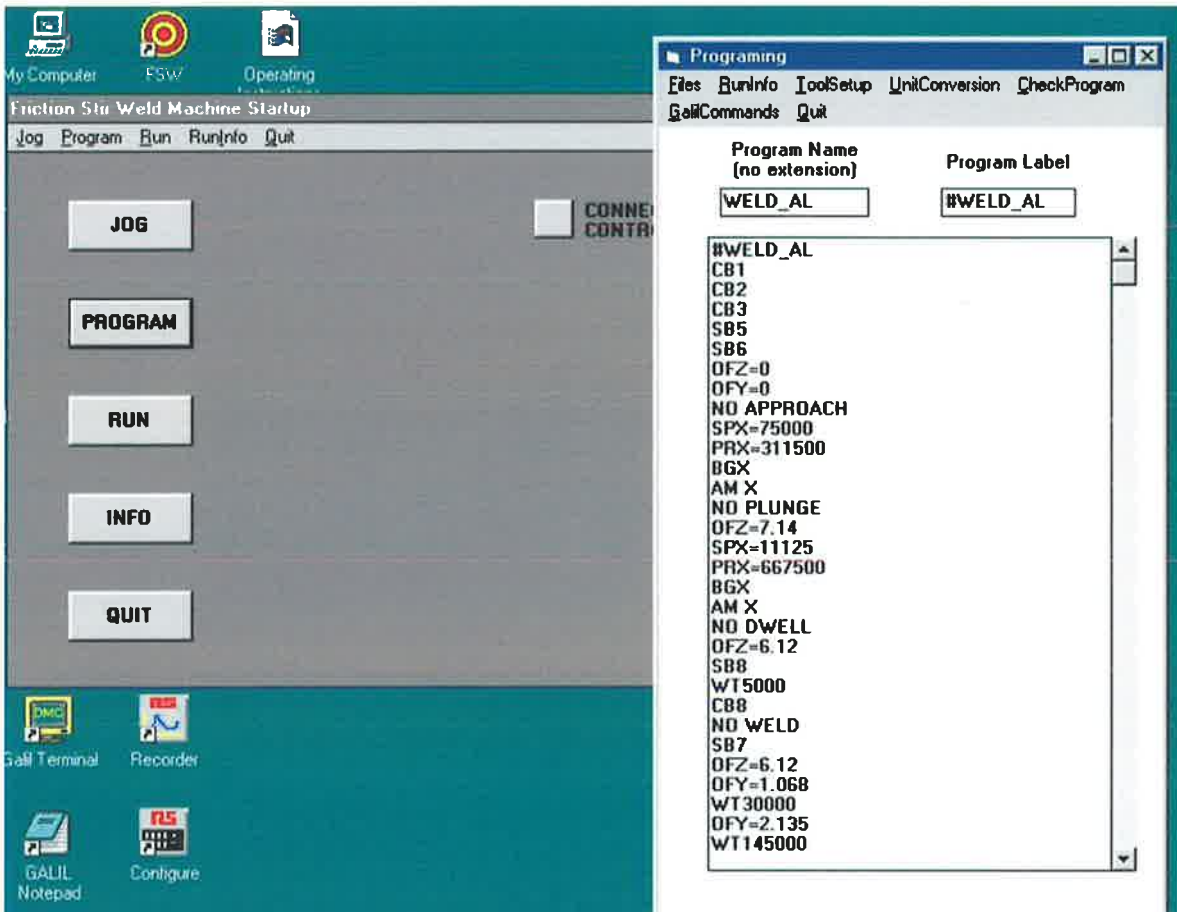 My Computer
FSW
Operating
Friction Stir Weld Machine Startup
Jog Program Run RunInfo Quit
JOG
PROGRAM
RUN
INFO
QUIT
CONNE
CONTR
DMC
Galil Terminal
Recorder
GALIL
Notepad
Configure
Programing
Files RunInfo ToolSetup UnitConversion CheckProgram
GalilCommands Quit
Program Name
(no extension)
Program Label
WELD_AL
#WELD_AL
#WELD_AL
CB1
CB2
CB3
SB5
SB6
OFZ=0
OFY=0
NO APPROACH
SPX=75000
PRX=311500
BGX
AM X
NO PLUNGE
OFZ=7.14
SPX=11125
PRX=667500
BGX
AM X
NO DWELL
OFZ=6.12
SB8
WT5000
CB8
NO WELD
SB7
OFZ=6.12
OFY=1.068
WT30000
OFY=2.135
WT145000